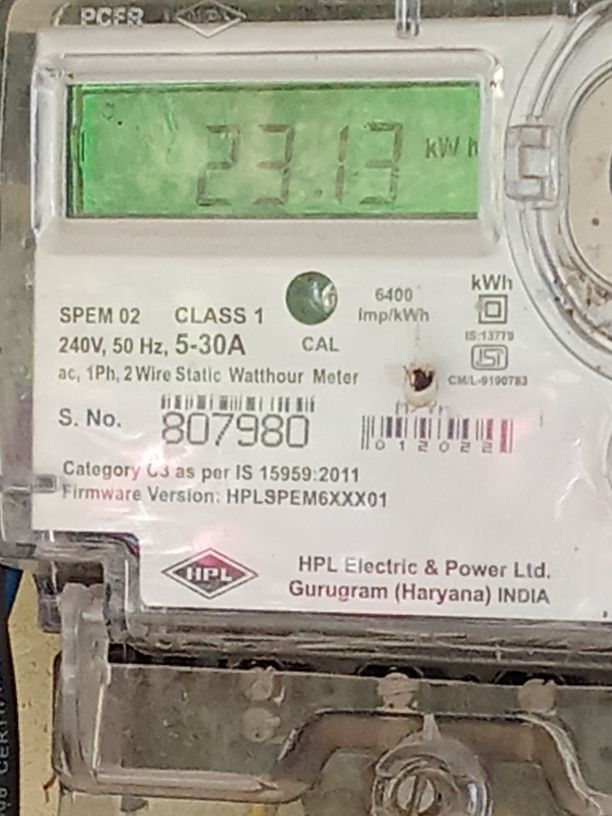 23.13 kWh
kWh
6400
imp/kWh
SPEM 02 CLASS 1
240V, 50 Hz, 5-30A
CAL
IS:13779
ISI
ac, 1Ph, 2 Wire Static Watthour Meter
CM/L-9190783
S. No. 807980
012022
Category C3 as per IS 15959:2011
Firmware Version: HPLSPEM6XXX01
HPL
HPL Electric & Power Ltd.
Gurugram (Haryana) INDIA